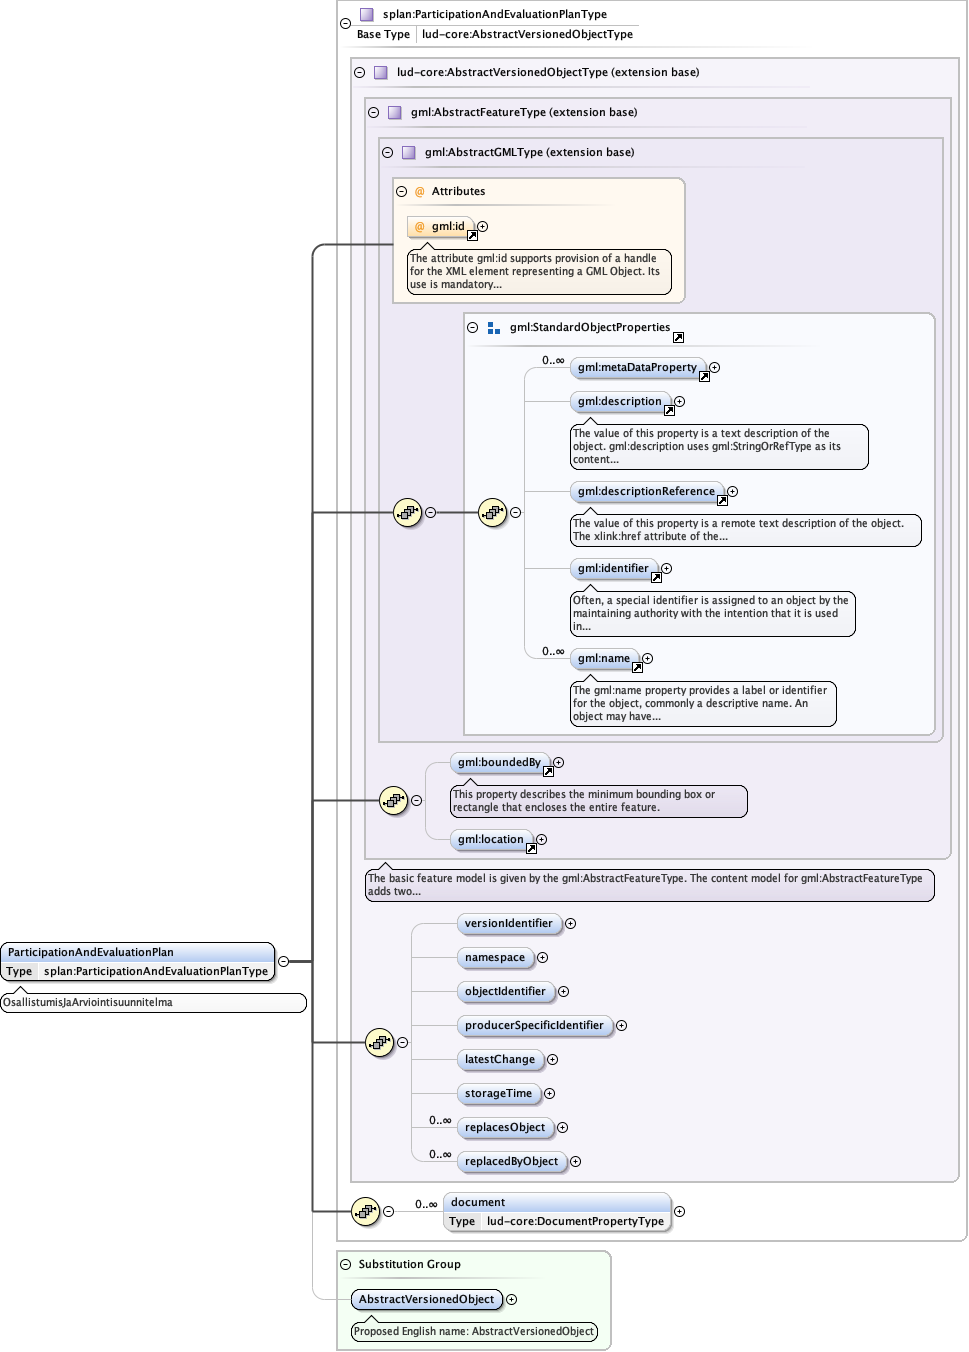 splan:ParticipationAndEvaluationPlanType
Base Type lud-core:AbstractVersionedObjectType
lud-core:AbstractVersionedObjectType (extension base)
gml:AbstractFeatureType (extension base)
gml:AbstractGMLType (extension base)
@ Attributes
@ gml:id
The attribute gml:id supports provision of a handle
for the XML element representing a GML Object. Its
use is mandatory...
gml:StandardObjectProperties
0..∞
gml:metaDataProperty
gml:description
The value of this property is a text description of the
object. gml:description uses gml:StringOrRefType as its
content...
gml:descriptionReference
The value of this property is a remote text description of the object.
The xlink:href attribute of the...
gml:identifier
Often, a special identifier is assigned to an object by the
maintaining authority with the intention that it is used
in...
0..∞
gml:name
The gml:name property provides a label or identifier
for the object, commonly a descriptive name. An
object may have...
gml:boundedBy
This property describes the minimum bounding box or
rectangle that encloses the entire feature.
gml:location
The basic feature model is given by the gml:AbstractFeatureType. The content model for gml:AbstractFeatureType
adds two...
versionIdentifier
ParticipationAndEvaluationPlan
Type splan:ParticipationAndEvaluationPlanType
OsallistumisJaArviointisuunnitelma
namespace
objectIdentifier
producerSpecificIdentifier
latestChange
storageTime
0..∞
replacesObject
0..∞
replacedByObject
0..∞
document
Type lud-core:DocumentPropertyType
Substitution Group
AbstractVersionedObject
Proposed English name: AbstractVersionedObject